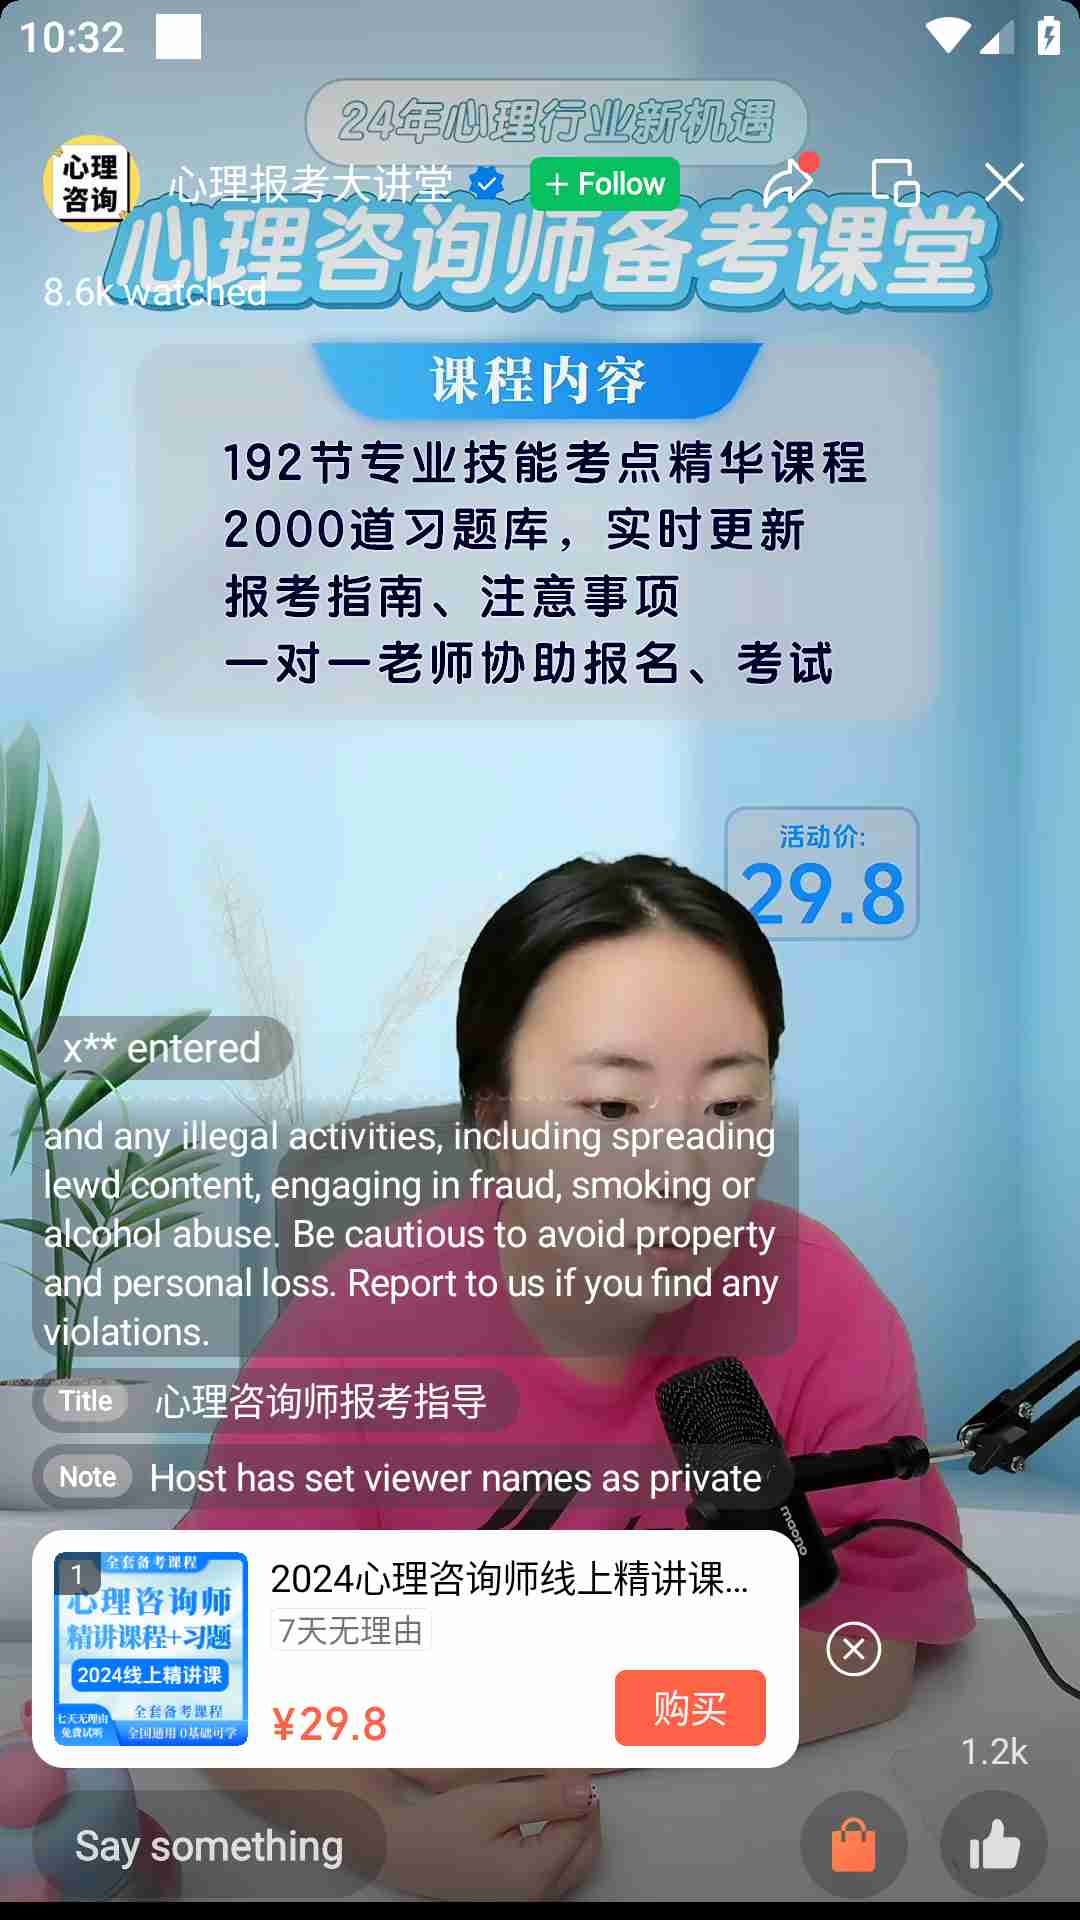 10:32
24年心理行业新机遇
心理
咨询
心理报考大讲堂
+ Follow
心理咨询师备考课堂
8.6k watched
课程内容
192节专业技能考点精华课程
2000道习题库，实时更新
报考指南、注意事项
一对一老师协助报名、考试
活动价:
29.8
x** entered
and any illegal activities, including spreading
lewd content, engaging in fraud, smoking or
alcohol abuse. Be cautious to avoid property
and personal loss. Report to us if you find any
violations.
Title 心理咨询师报考指导
Note Host has set viewer names as private
maono
1
全套备考课程
心理咨询师
精讲课程+习题
2024线上精讲课
七天无理由
免费试听
全套备考课程
全国通用 0基础可学
2024心理咨询师线上精讲课...
7天无理由
¥29.8
购买
1.2k
Say something